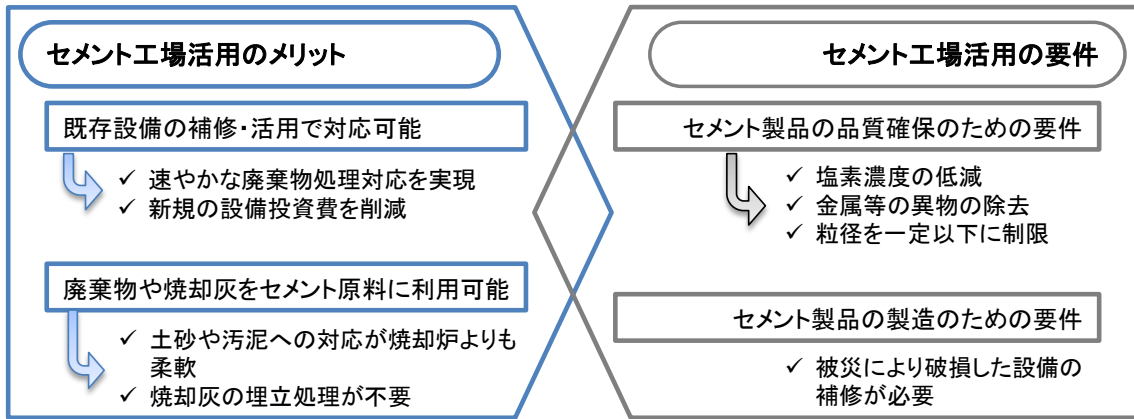 セメント工場活用のメリット
既存設備の補修・活用で対応可能
✓ 速やかな廃棄物処理対応を実現
✓ 新規の設備投資費を削減
廃棄物や焼却灰をセメント原料に利用可能
✓ 土砂や汚泥への対応が焼却炉よりも
柔軟
✓ 焼却灰の埋立処理が不要
セメント工場活用の要件
セメント製品の品質確保のための要件
✓ 塩素濃度の低減
✓ 金属等の異物の除去
✓ 粒径を一定以下に制限
セメント製品の製造のための要件
✓ 被災により破損した設備の
補修が必要